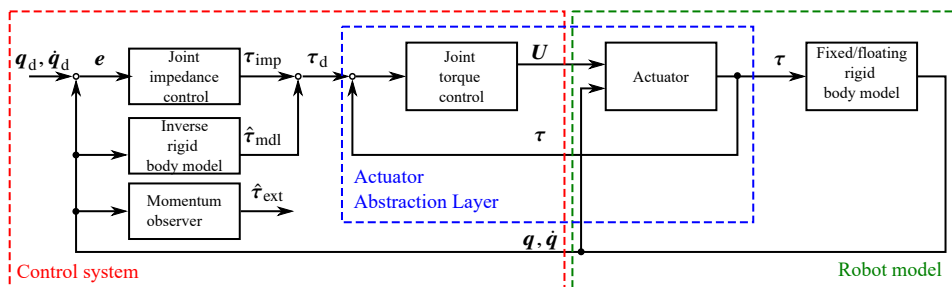 q_d, q̇_d
e
Joint
impedance
control
τ_imp
τ_d
Joint
torque
control
U
Actuator
τ
Fixed/floating
rigid
body model
Inverse
rigid
body model
τ̂_mdl
τ
Momentum
observer
τ̂_ext
Actuator
Abstraction Layer
q, q̇
Control system
Robot model